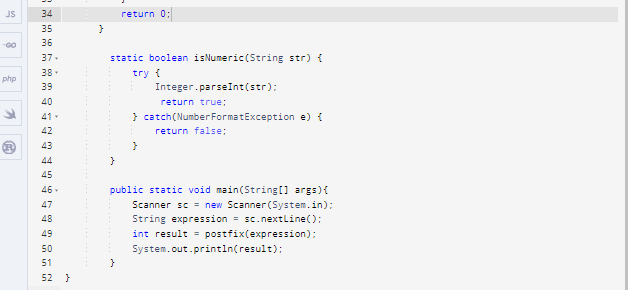 JS
34 return 0;
35 }
36
GO
37 static boolean isNumeric(String str) {
38 try {
php
39 Integer.parseInt(str);
40 return true;
41 } catch(NumberFormatException e) {
42 return false;
43 }
44 }
45
46 public static void main(String[] args){
47 Scanner sc = new Scanner(System.in);
48 String expression = sc.nextLine();
49 int result = postfix(expression);
50 System.out.println(result);
51 }
52 }